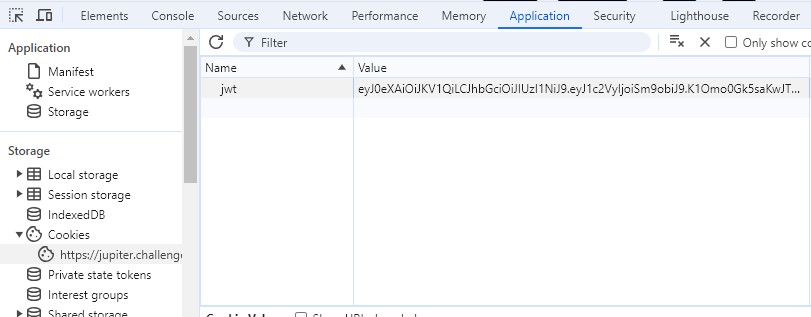 Elements Console Sources Network Performance Memory Application Security Lighthouse Recorder
Application
Manifest
Service workers
Storage
Storage
Local storage
Session storage
IndexedDB
Cookies
https://jupiter.challenge
Private state tokens
Interest groups
Shared storage
Filter
Only show co
Name Value
jwt eyJ0eXAiOiJKV1QiLCJhbGciOiJIUzI1NiJ9.eyJ1c2VyIjoiSm9obiJ9.K1Omo0Gk5saKwJT...